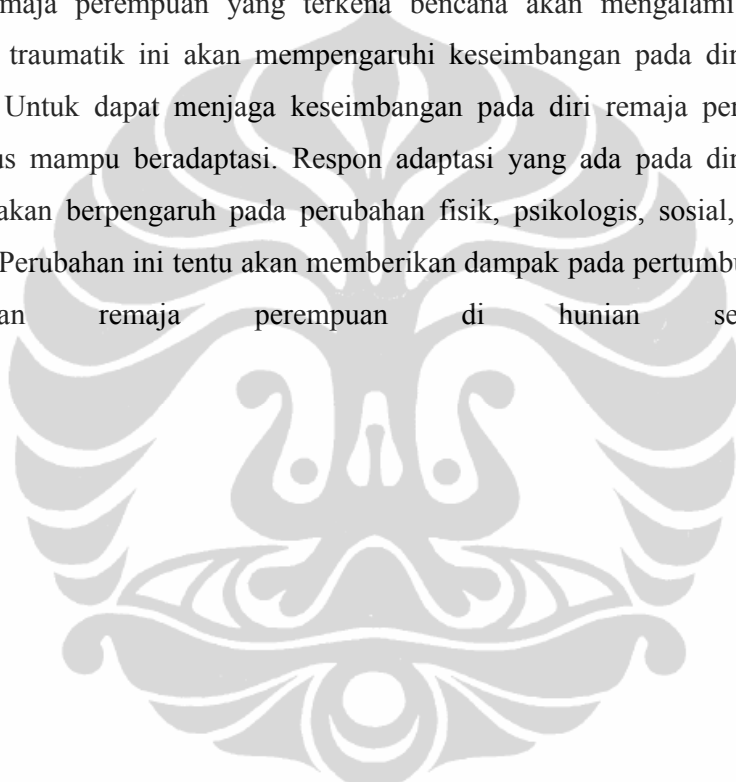 maja perempuan yang terkena bencana akan mengalami
traumatik ini akan mempengaruhi keseimbangan pada dir
Untuk dapat menjaga keseimbangan pada diri remaja per
us mampu beradaptasi. Respon adaptasi yang ada pada dir
akan berpengaruh pada perubahan fisik, psikologis, sosial,
Perubahan ini tentu akan memberikan dampak pada pertumbu
an remaja perempuan di hunian se